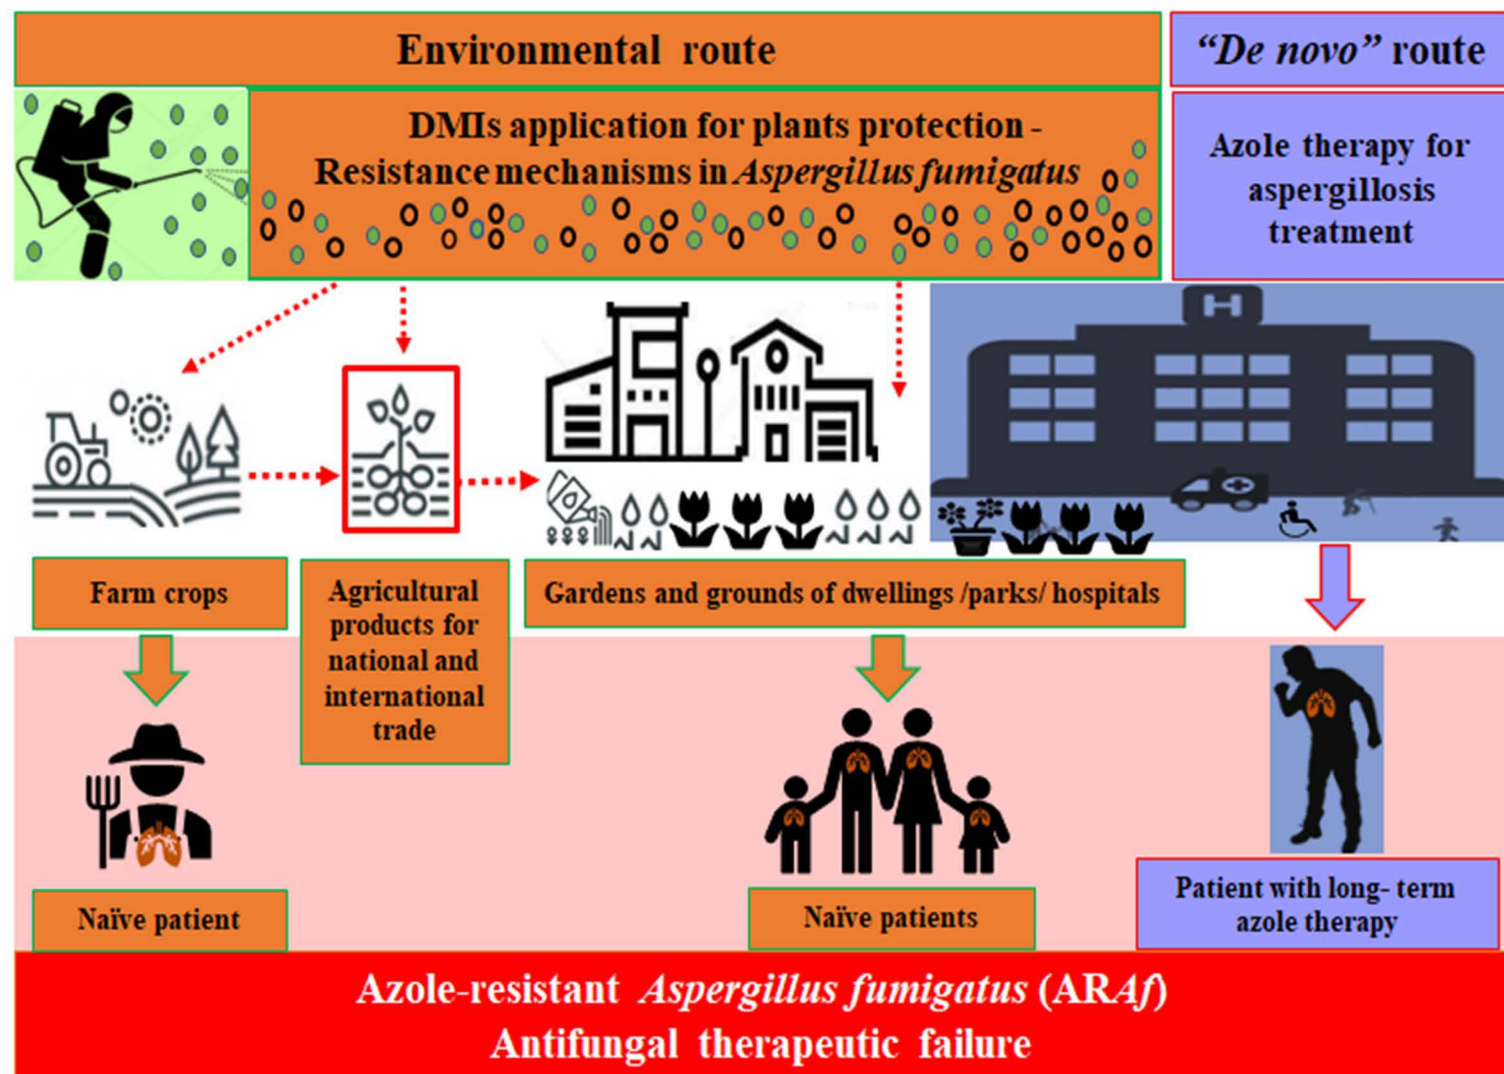 Environmental route
“De novo” route
DMIs application for plants protection -
Resistance mechanisms in Aspergillus fumigatus
Azole therapy for
aspergillosis
treatment
H
Farm crops
Agricultural
products for
national and
international
trade
Gardens and grounds of dwellings /parks/ hospitals
Naïve patient
Naïve patients
Patient with long- term
azole therapy
Azole-resistant Aspergillus fumigatus (ARAf)
Antifungal therapeutic failure